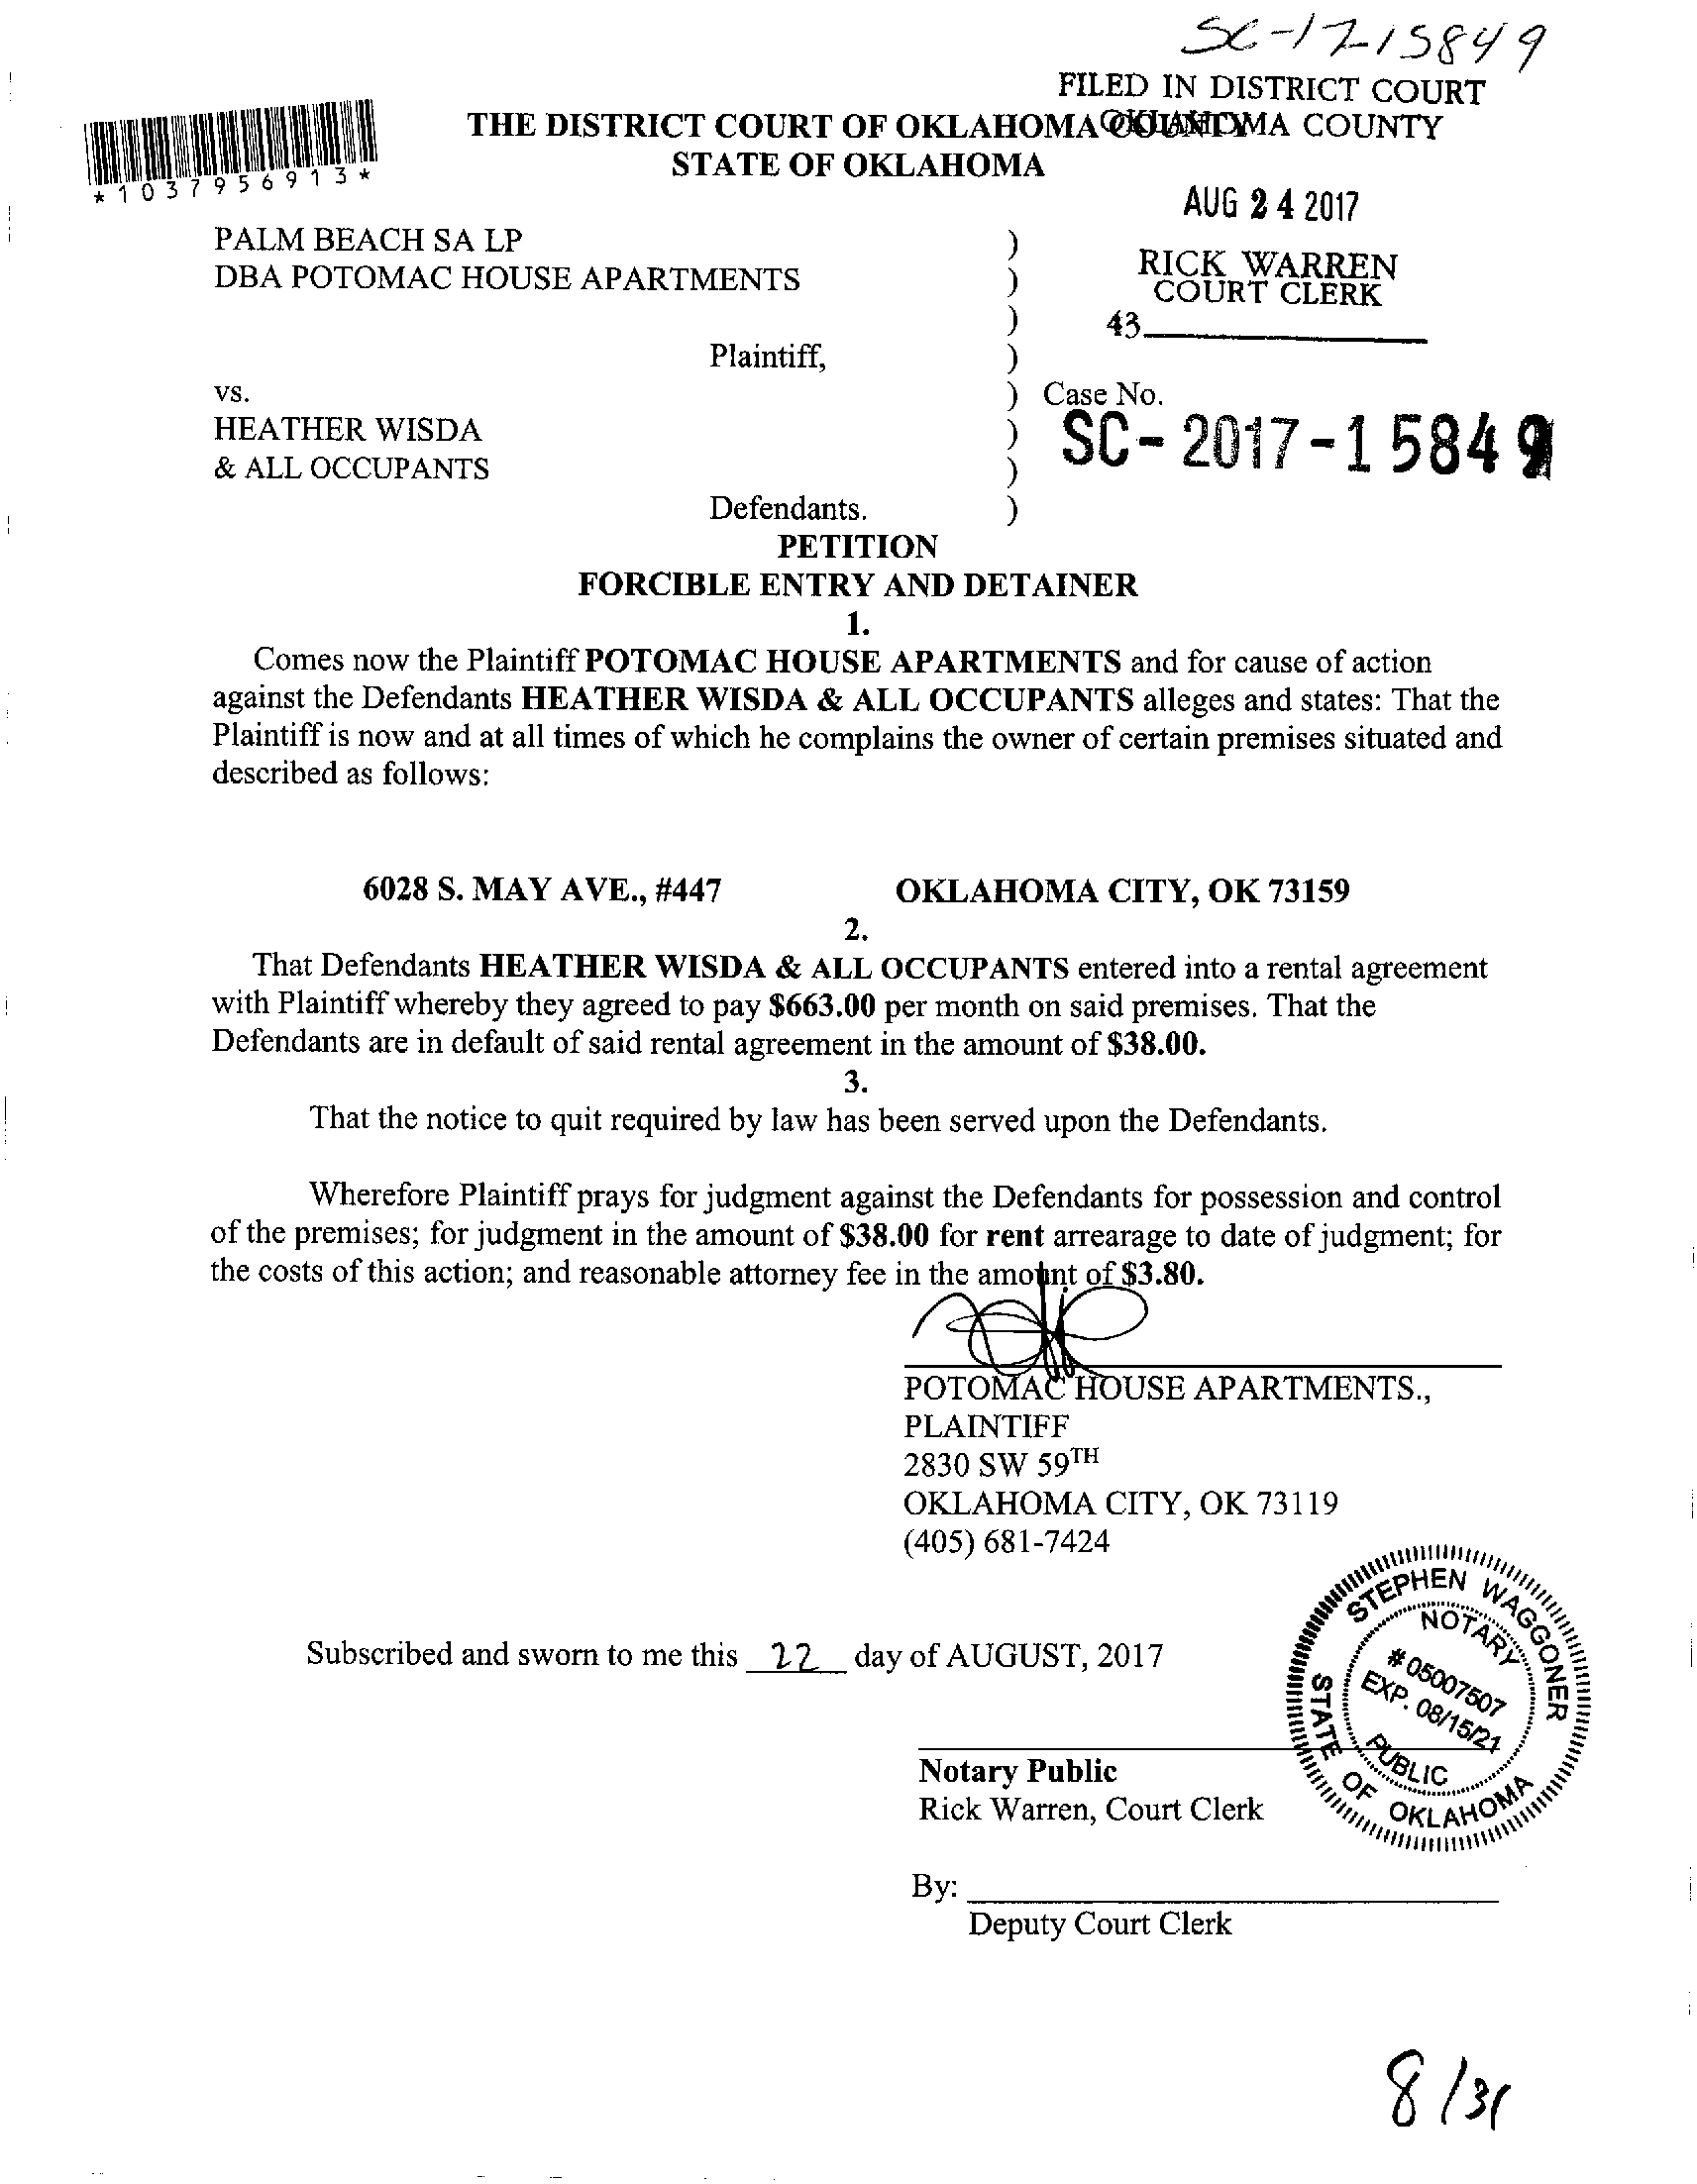 SC-17-15849
FILED IN DISTRICT COURT
OKLAHOMA COUNTY
THE DISTRICT COURT OF OKLAHOMA COUNTY
STATE OF OKLAHOMA
*1037956913*
AUG 24 2017
PALM BEACH SA LP )
DBA POTOMAC HOUSE APARTMENTS )
RICK WARREN
COURT CLERK
)
43
Plaintiff, )
vs. ) Case No.
HEATHER WISDA )
SC-2017-15849
& ALL OCCUPANTS )
Defendants. )
PETITION
FORCIBLE ENTRY AND DETAINER
1.
Comes now the Plaintiff POTOMAC HOUSE APARTMENTS and for cause of action
against the Defendants HEATHER WISDA & ALL OCCUPANTS alleges and states: That the
Plaintiff is now and at all times of which he complains the owner of certain premises situated and
described as follows:
6028 S. MAY AVE., #447 OKLAHOMA CITY, OK 73159
2.
That Defendants HEATHER WISDA & ALL OCCUPANTS entered into a rental agreement
with Plaintiff whereby they agreed to pay $663.00 per month on said premises. That the
Defendants are in default of said rental agreement in the amount of $38.00.
3.
That the notice to quit required by law has been served upon the Defendants.
Wherefore Plaintiff prays for judgment against the Defendants for possession and control
of the premises; for judgment in the amount of $38.00 for rent arrearage to date of judgment; for
the costs of this action; and reasonable attorney fee in the amount of $3.80.
POTOMAC HOUSE APARTMENTS.,
PLAINTIFF
2830 SW 59TH
OKLAHOMA CITY, OK 73119
(405) 681-7424
Subscribed and sworn to me this 22 day of AUGUST, 2017
STEPHEN WAGGONER
NOTARY
# 05007507
EXP. 08/15/21
PUBLIC
STATE OF OKLAHOMA
Notary Public
Rick Warren, Court Clerk
By:
Deputy Court Clerk
8/31